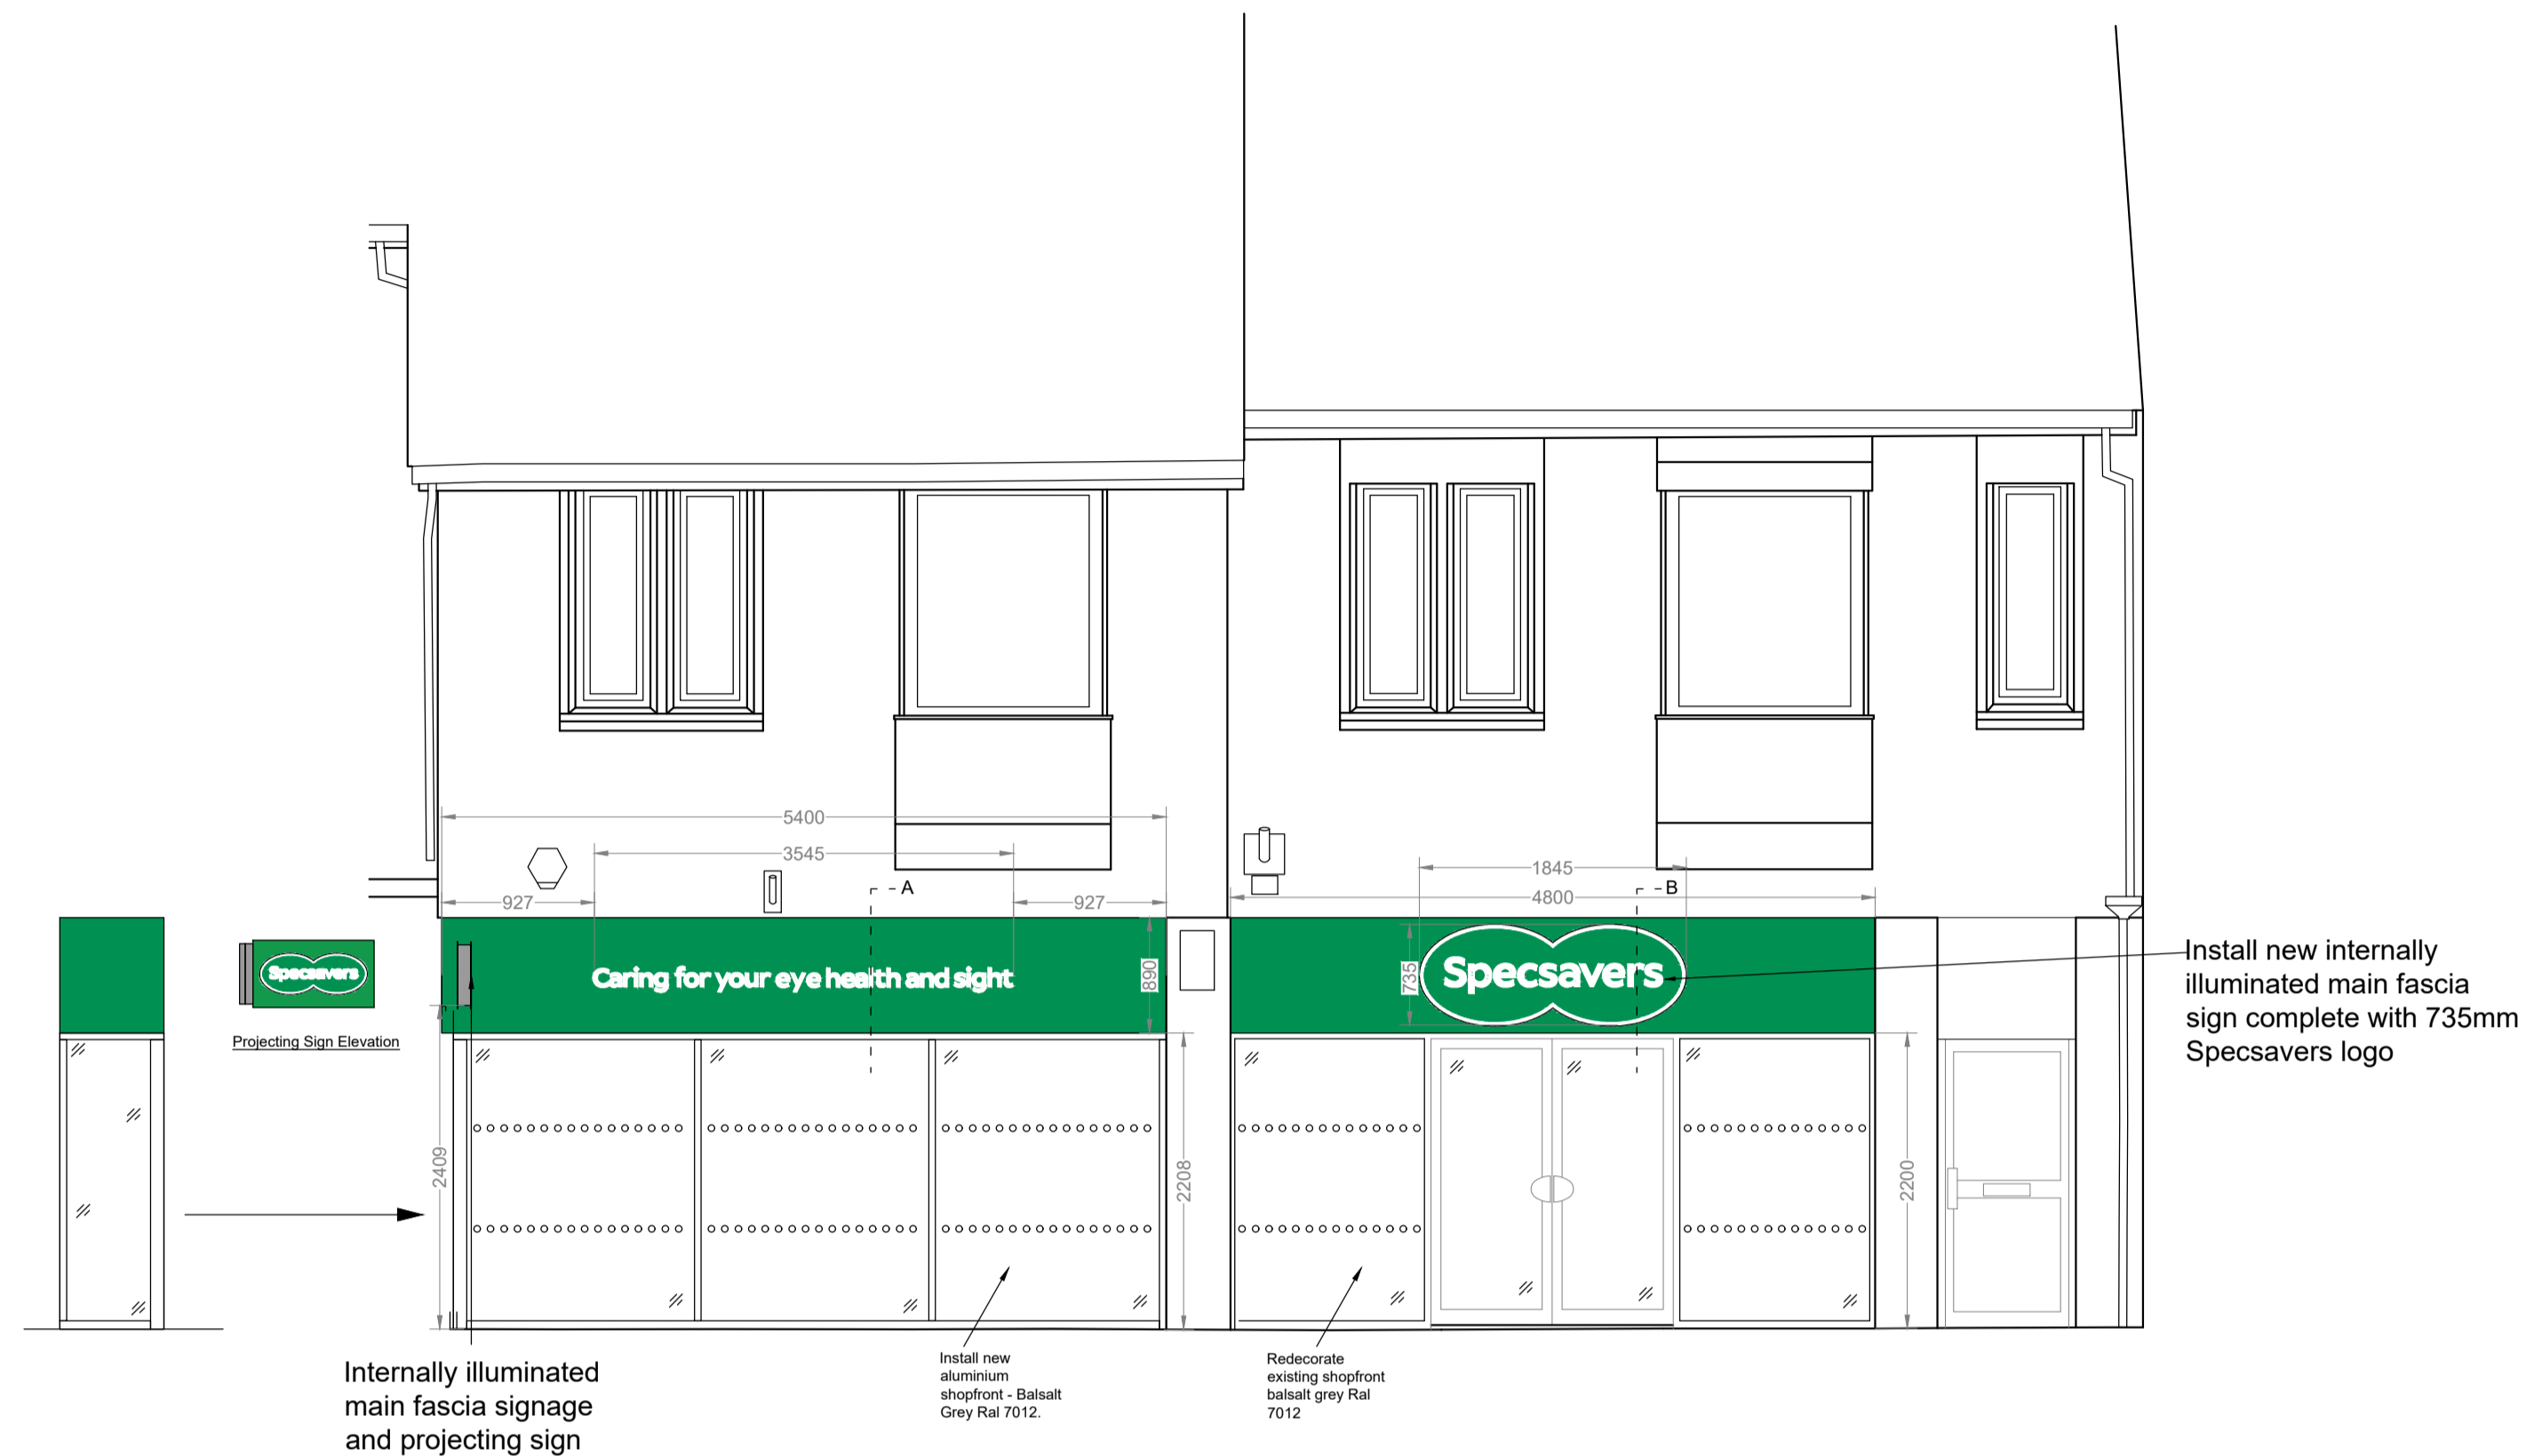 5400
3545
927
927
A
1845
B
4800
890
735
Specsavers
Caring for your eye health and sight
Specsavers
Projecting Sign Elevation
Install new internally
illuminated main fascia
sign complete with 735mm
Specsavers logo
2409
2208
2200
Internally illuminated
main fascia signage
and projecting sign
Install new
aluminium
shopfront - Balsalt
Grey Ral 7012.
Redecorate
existing shopfront
balsalt grey Ral
7012